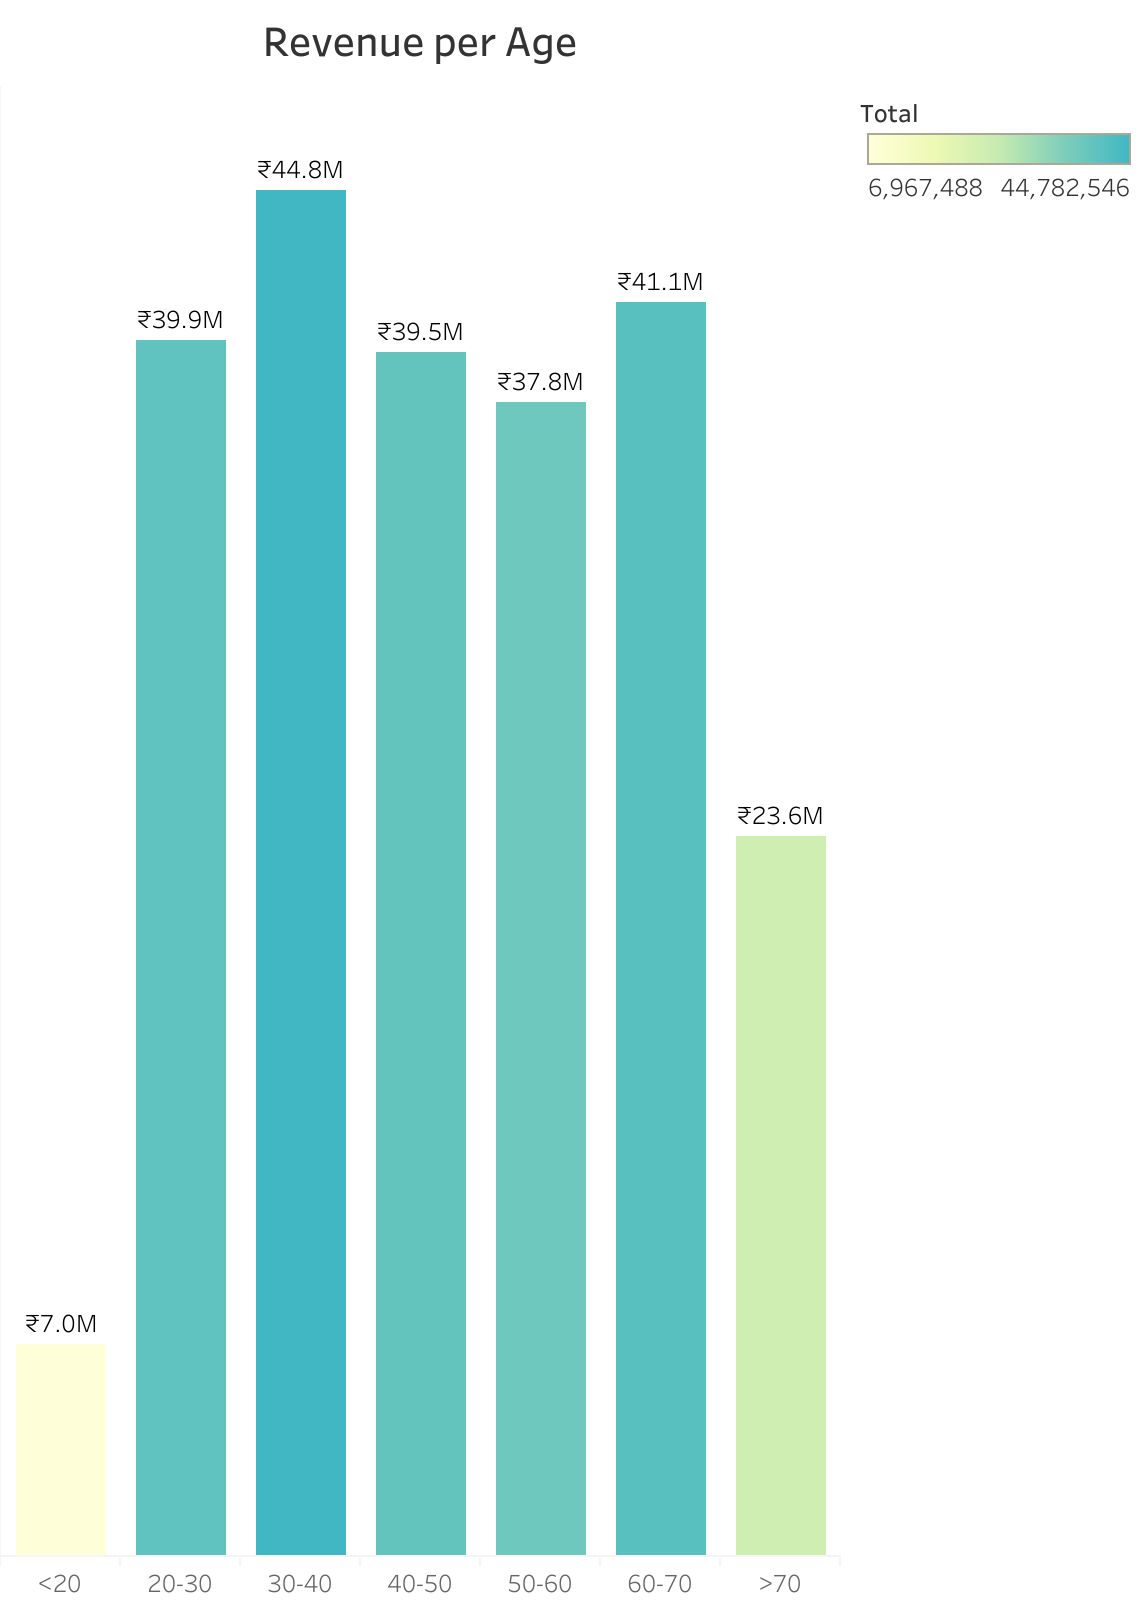 Revenue per Age
Total
6,967,488 44,782,546
₹44.8M
₹41.1M
₹39.9M
₹39.5M
₹37.8M
₹23.6M
₹7.0M
<20 20-30 30-40 40-50 50-60 60-70 >70